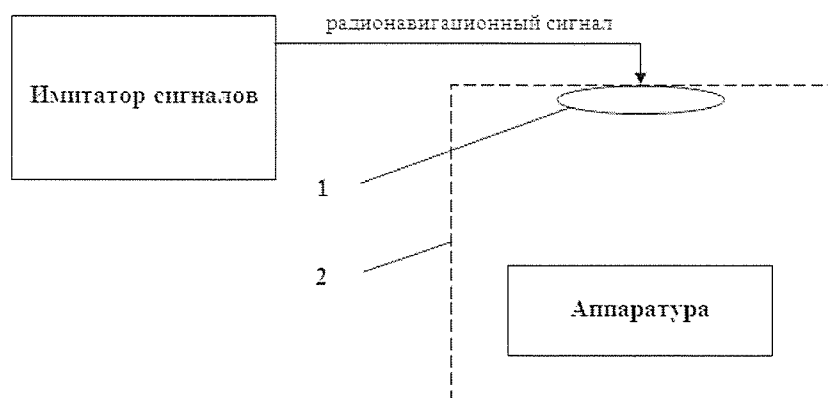 радионавигационный сигнал
Имитатор сигналов
1
2
Аппаратура